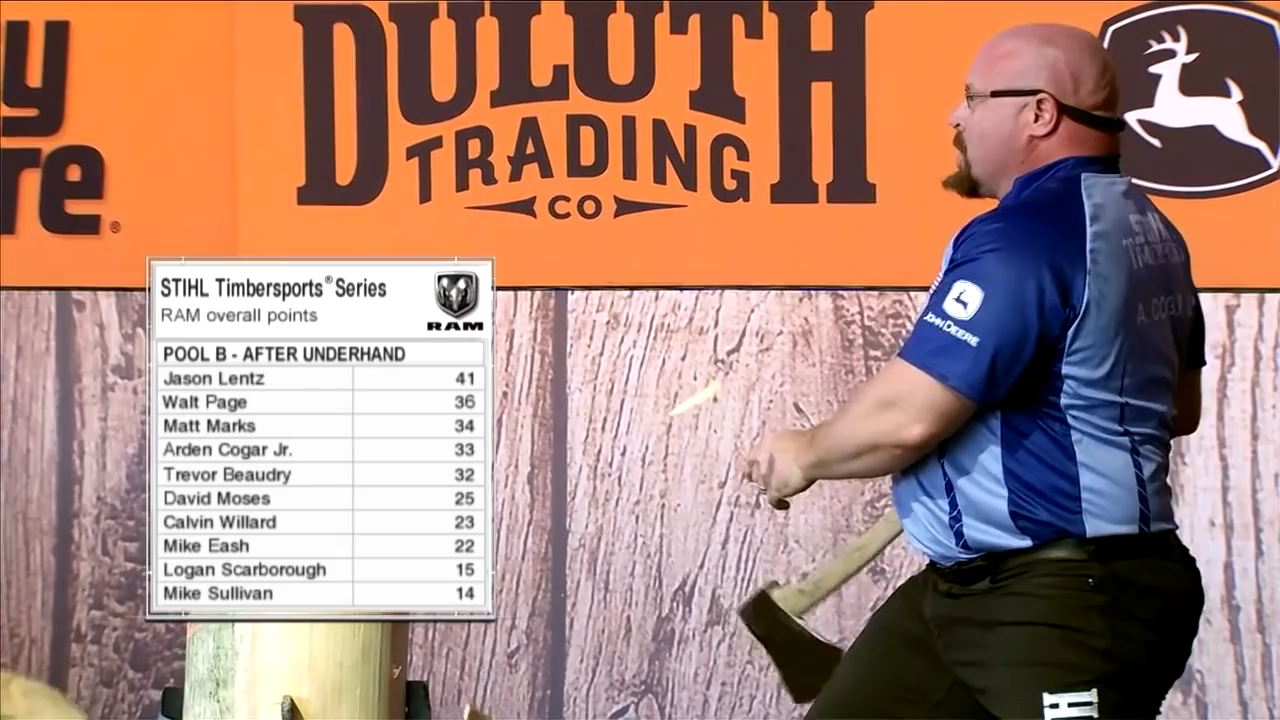 y
re®
DULUTH
TRADING
CO
STIHL Timbersports® Series
RAM overall points
RAM
POOL B - AFTER UNDERHAND
Jason Lentz 41
Walt Page 36
Matt Marks 34
Arden Cogar Jr. 33
Trevor Beaudry 32
David Moses 25
Calvin Willard 23
Mike Eash 22
Logan Scarborough 15
Mike Sullivan 14
JOHN DEERE